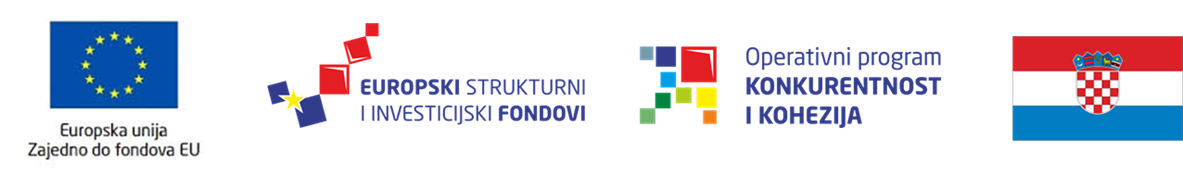 Europska unija
Zajedno do fondova EU
EUROPSKI STRUKTURNI
I INVESTICIJSKI FONDOVI
Operativni program
KONKURENTNOST
I KOHEZIJA